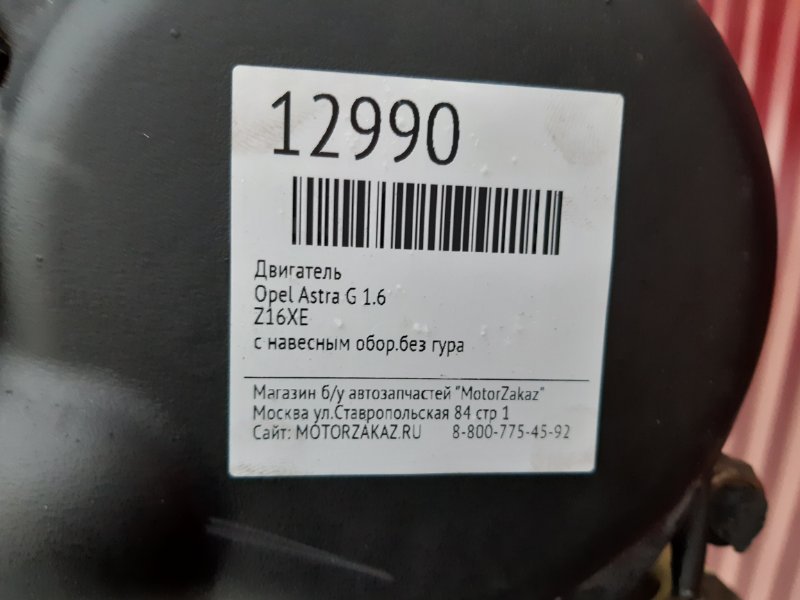 12990
Двигатель
Opel Astra G 1.6
Z16XE
с навесным обор.без гура
Магазин б/у автозапчастей "MotorZakaz"
Москва ул.Ставропольская 84 стр 1
Сайт: MOTORZAKAZ.RU 8-800-775-45-92